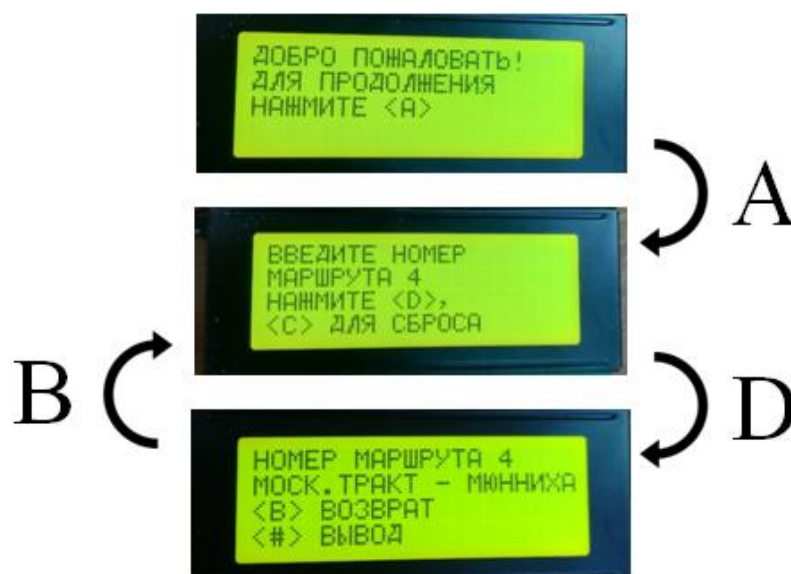 ДОБРО ПОЖАЛОВАТЬ!
ДЛЯ ПРОДОЛЖЕНИЯ
НАЖМИТЕ <A>
A
ВВЕДИТЕ НОМЕР
МАРШРУТА 4
НАЖМИТЕ <D>,
<C> ДЛЯ СБРОСА
B
D
НОМЕР МАРШРУТА 4
МОСК.ТРАКТ - МЮННИХА
<B> ВОЗВРАТ
<#> ВЫВОД